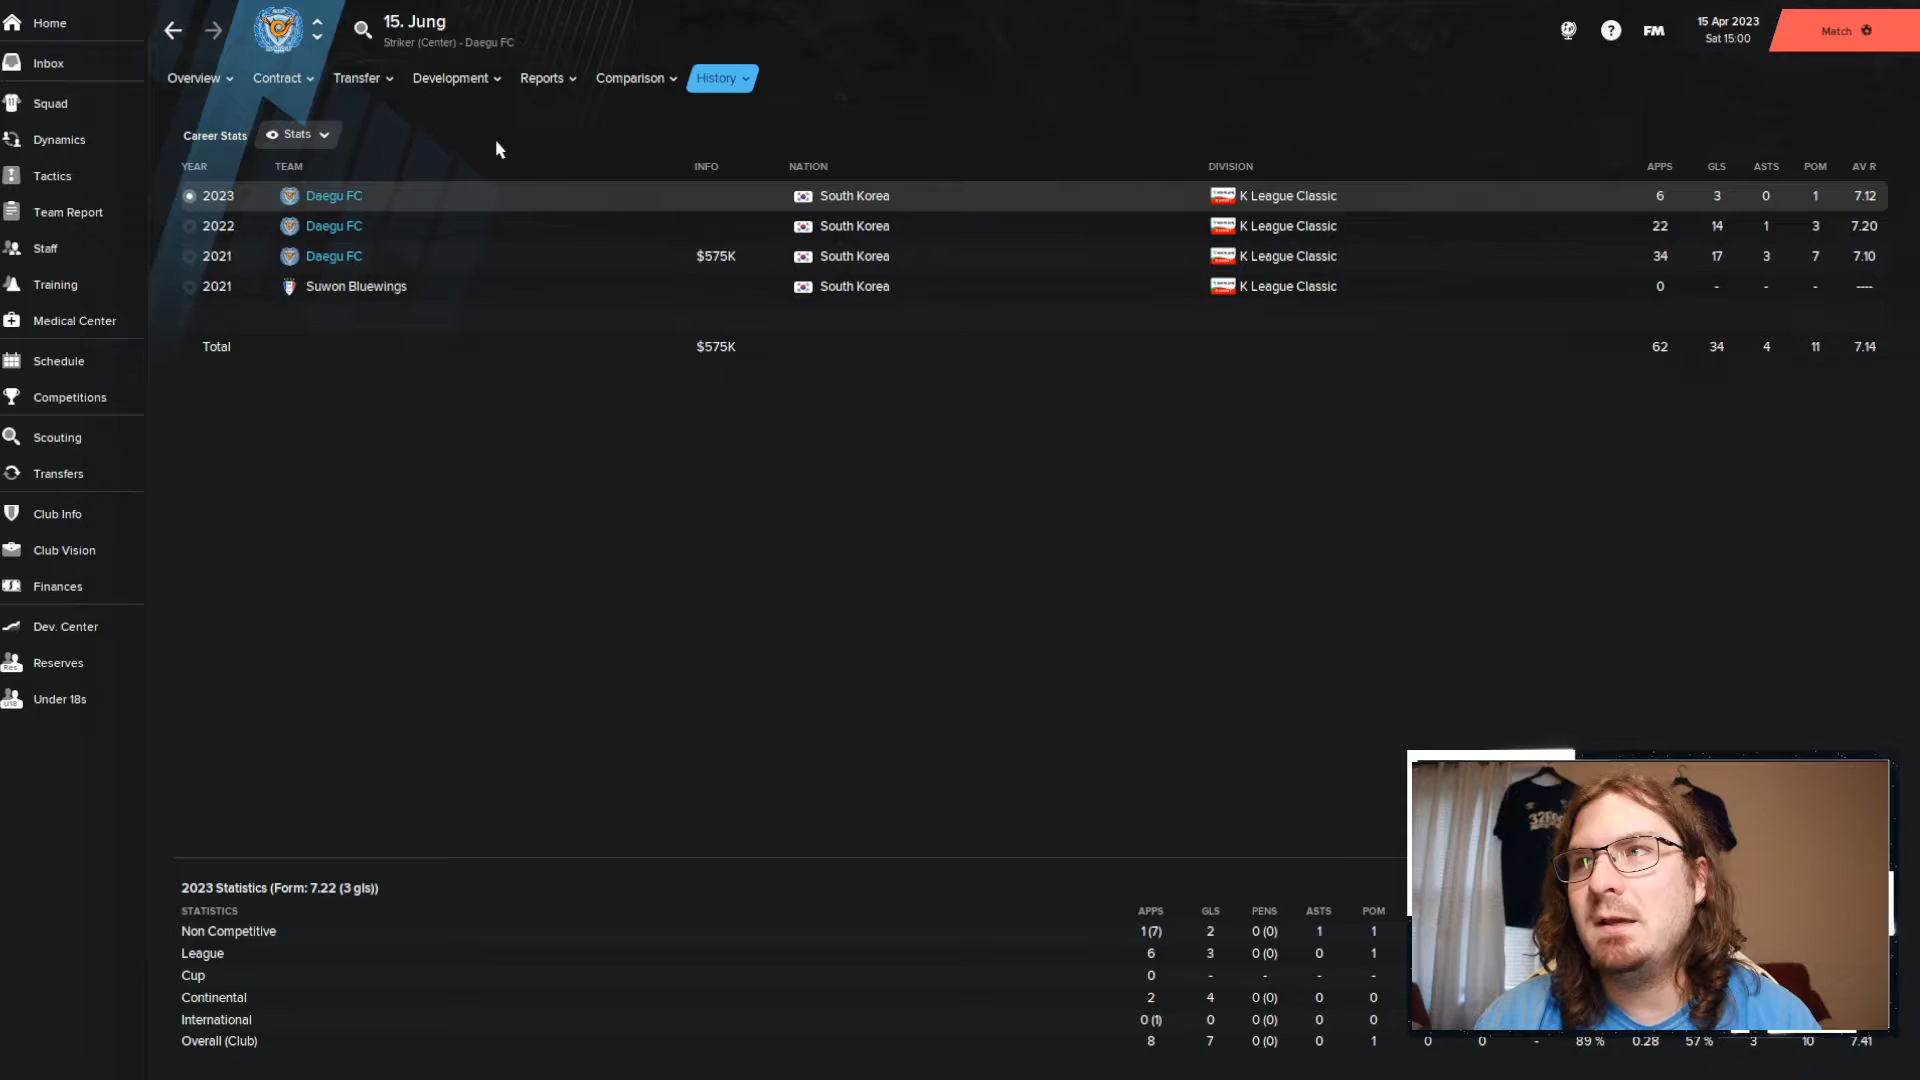 Home
Inbox
Squad
Dynamics
Tactics
Team Report
Staff
Training
Medical Center
Schedule
Competitions
Scouting
Transfers
Club Info
Club Vision
Finances
Dev. Center
Reserves
Under 18s
15. Jung
Striker (Center) - Daegu FC
FM
15 Apr 2023
Sat 15:00
Match
Overview Contract Transfer Development Reports Comparison History
Career Stats Stats
YEAR TEAM INFO NATION DIVISION APPS GLS ASTS POM AV R
2023 Daegu FC South Korea K League Classic 6 3 0 1 7.12
2022 Daegu FC South Korea K League Classic 22 14 1 3 7.20
2021 Daegu FC $575K South Korea K League Classic 34 17 3 7 7.10
2021 Suwon Bluewings South Korea K League Classic 0 - - - ----
Total $575K 62 34 4 11 7.14
2023 Statistics (Form: 7.22 (3 gls))
STATISTICS APPS GLS PENS ASTS POM
Non Competitive 1 (7) 2 0 (0) 1 1
League 6 3 0 (0) 0 1
Cup 0 - - - -
Continental 2 4 0 (0) 0 0
International 0 (1) 0 0 (0) 0 0
Overall (Club) 8 7 0 (0) 0 1 0 0 - 89 % 0.28 57 % 3 10 7.41